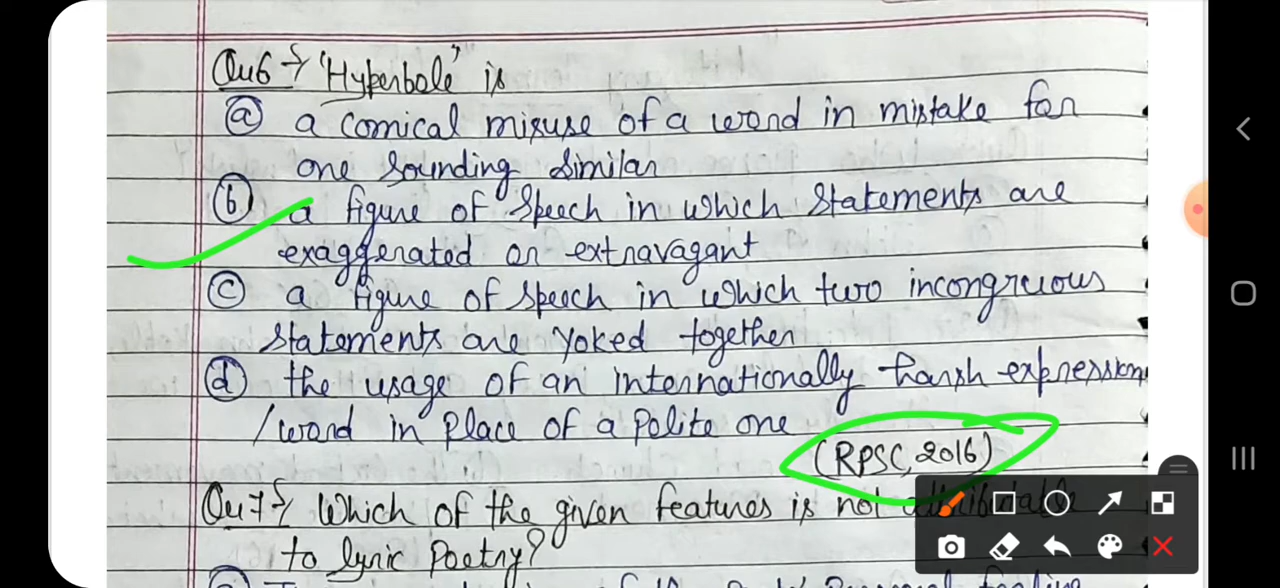 Qu6 → 'Hyperbole' is
(a) a comical misuse of a word in mistake for
one sounding similar
(b) a figure of speech in which statements are
exaggerated or extravagant
(c) a figure of speech in which two incongruous
statements are yoked together
(d) the usage of an internationally harsh expression
/word in place of a polite one
(RPSC, 2016)
Qu7 → Which of the given features is not attributable
to lyric Poetry?